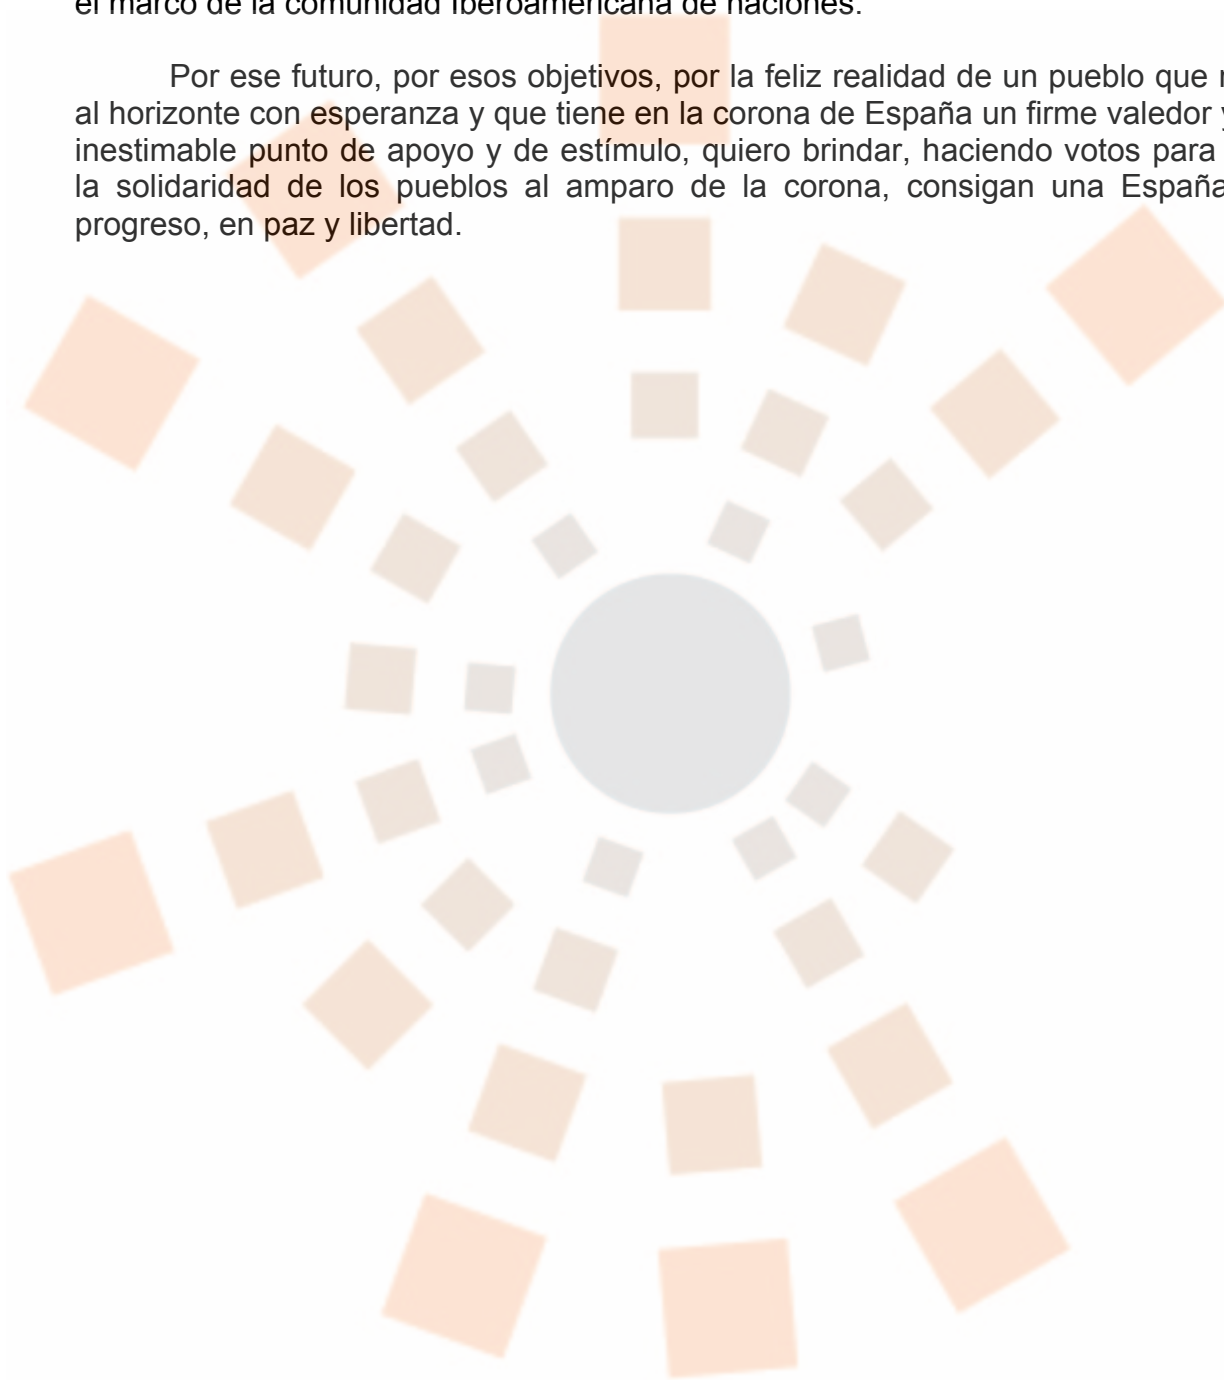 el marco de la comunidad Iberoamericana de naciones.
Por ese futuro, por esos objetivos, por la feliz realidad de un pueblo que
al horizonte con esperanza y que tiene en la corona de España un firme valedor
inestimable punto de apoyo y de estímulo, quiero brindar, haciendo votos para
la solidaridad de los pueblos al amparo de la corona, consigan una España
progreso, en paz y libertad.